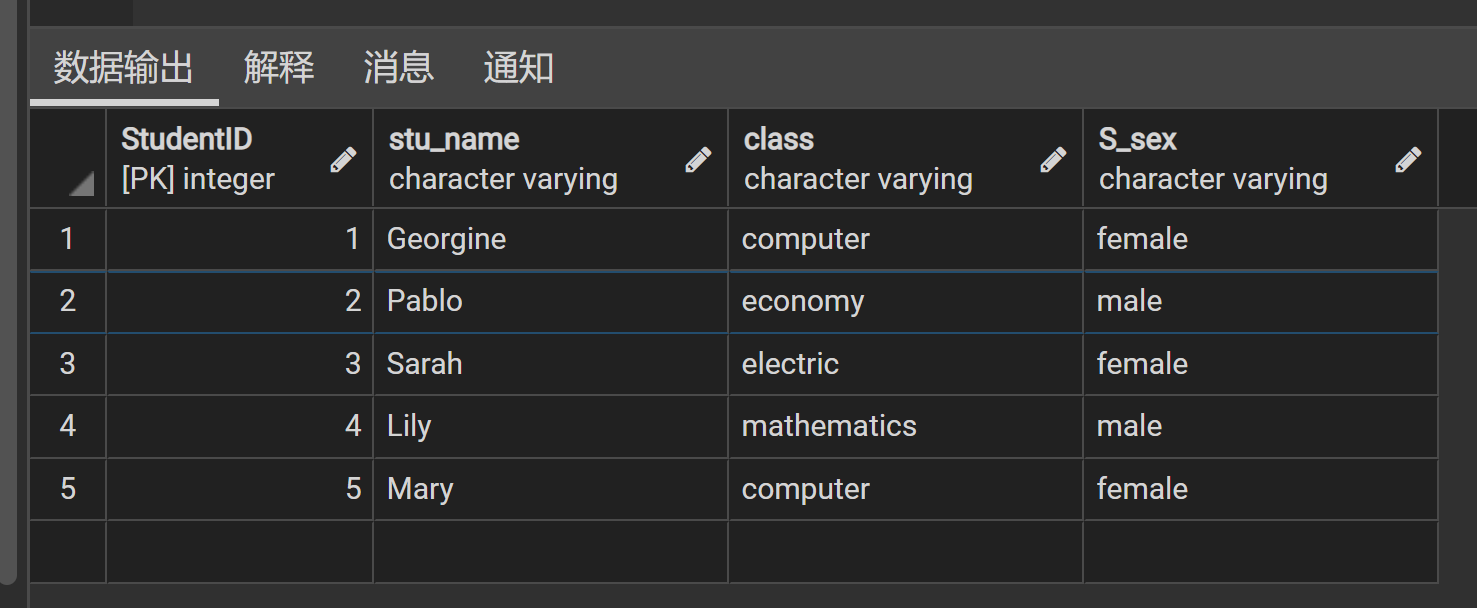 数据输出 解释 消息 通知
StudentID stu_name class S_sex
[PK] integer character varying character varying character varying
1 1 Georgine computer female
2 2 Pablo economy male
3 3 Sarah electric female
4 4 Lily mathematics male
5 5 Mary computer female